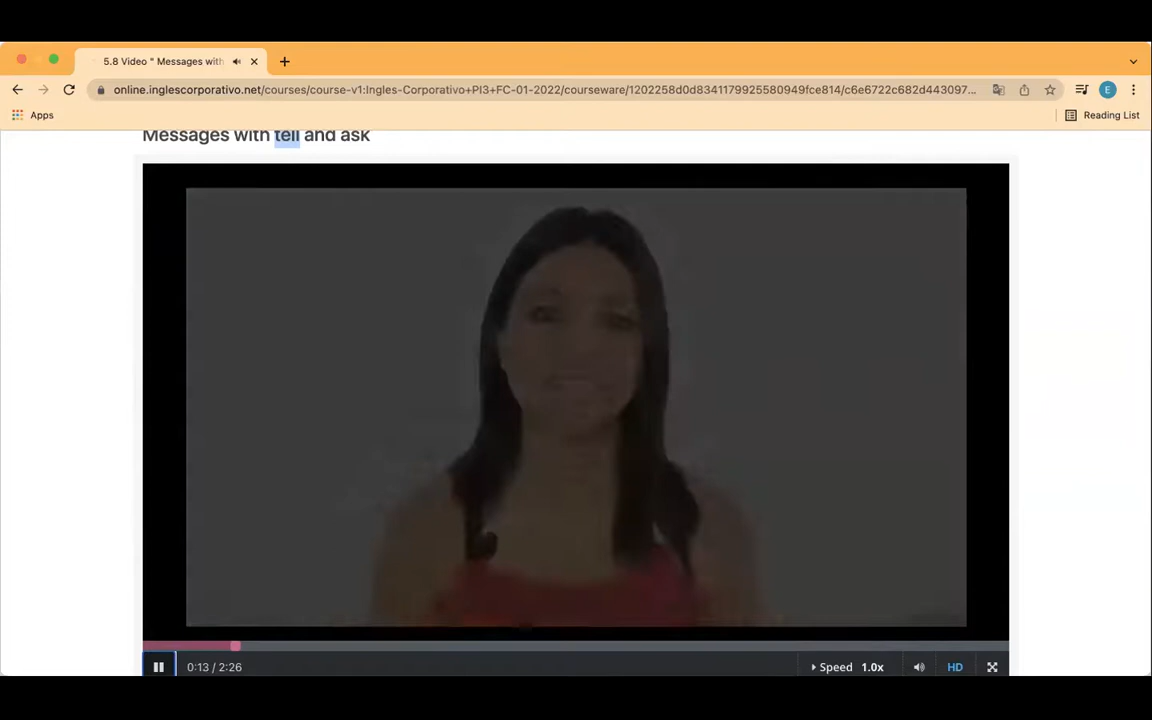 5.8 Video " Messages with
online.inglescorporativo.net/courses/course-v1:Ingles-Corporativo+PI3+FC-01-2022/courseware/1202258d0d8341179925580949fce814/c6e6722c682d443097...
E
Apps
Reading List
Messages with tell and ask
0:13 / 2:26
Speed 1.0x
HD